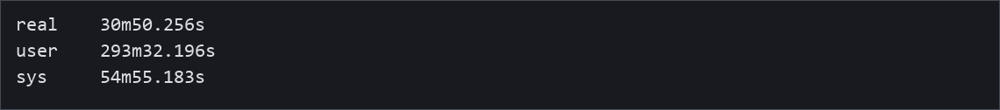 real    30m50.256s
user    293m32.196s
sys     54m55.183s